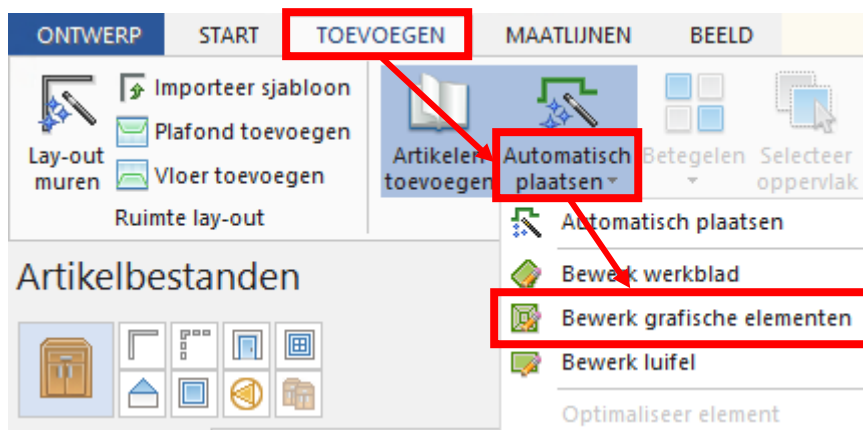 ONTWERP START TOEVOEGEN MAATLIJNEN BEELD
Importeer sjabloon
Plafond toevoegen
Vloer toevoegen
Lay-out
muren
Ruimte lay-out
Artikelen
toevoegen
Automatisch
plaatsen
Betegelen
Selecteer
oppervlak
Automatisch plaatsen
Bewerk werkblad
Bewerk grafische elementen
Bewerk luifel
Optimaliseer element
Artikelbestanden